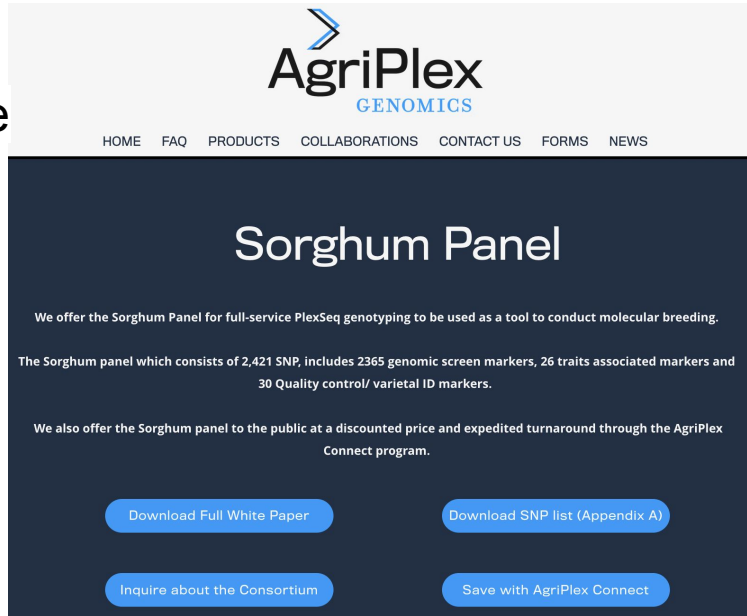 AgriPlex
GENOMICS
e
HOME FAQ PRODUCTS COLLABORATIONS CONTACT US FORMS NEWS
Sorghum Panel
We offer the Sorghum Panel for full-service PlexSeq genotyping to be used as a tool to conduct molecular breeding.
The Sorghum panel which consists of 2,421 SNP, includes 2365 genomic screen markers, 26 traits associated markers and
30 Quality control/ varietal ID markers.
We also offer the Sorghum panel to the public at a discounted price and expedited turnaround through the AgriPlex
Connect program.
Download Full White Paper
Download SNP list (Appendix A)
Inquire about the Consortium
Save with AgriPlex Connect